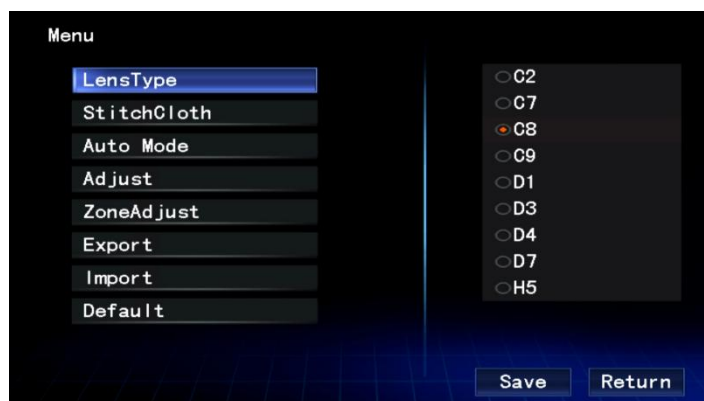 Menu
LensType
StitchCloth
Auto Mode
Adjust
ZoneAdjust
Export
Import
Default
C2
C7
C8
C9
D1
D3
D4
D7
H5
Save
Return